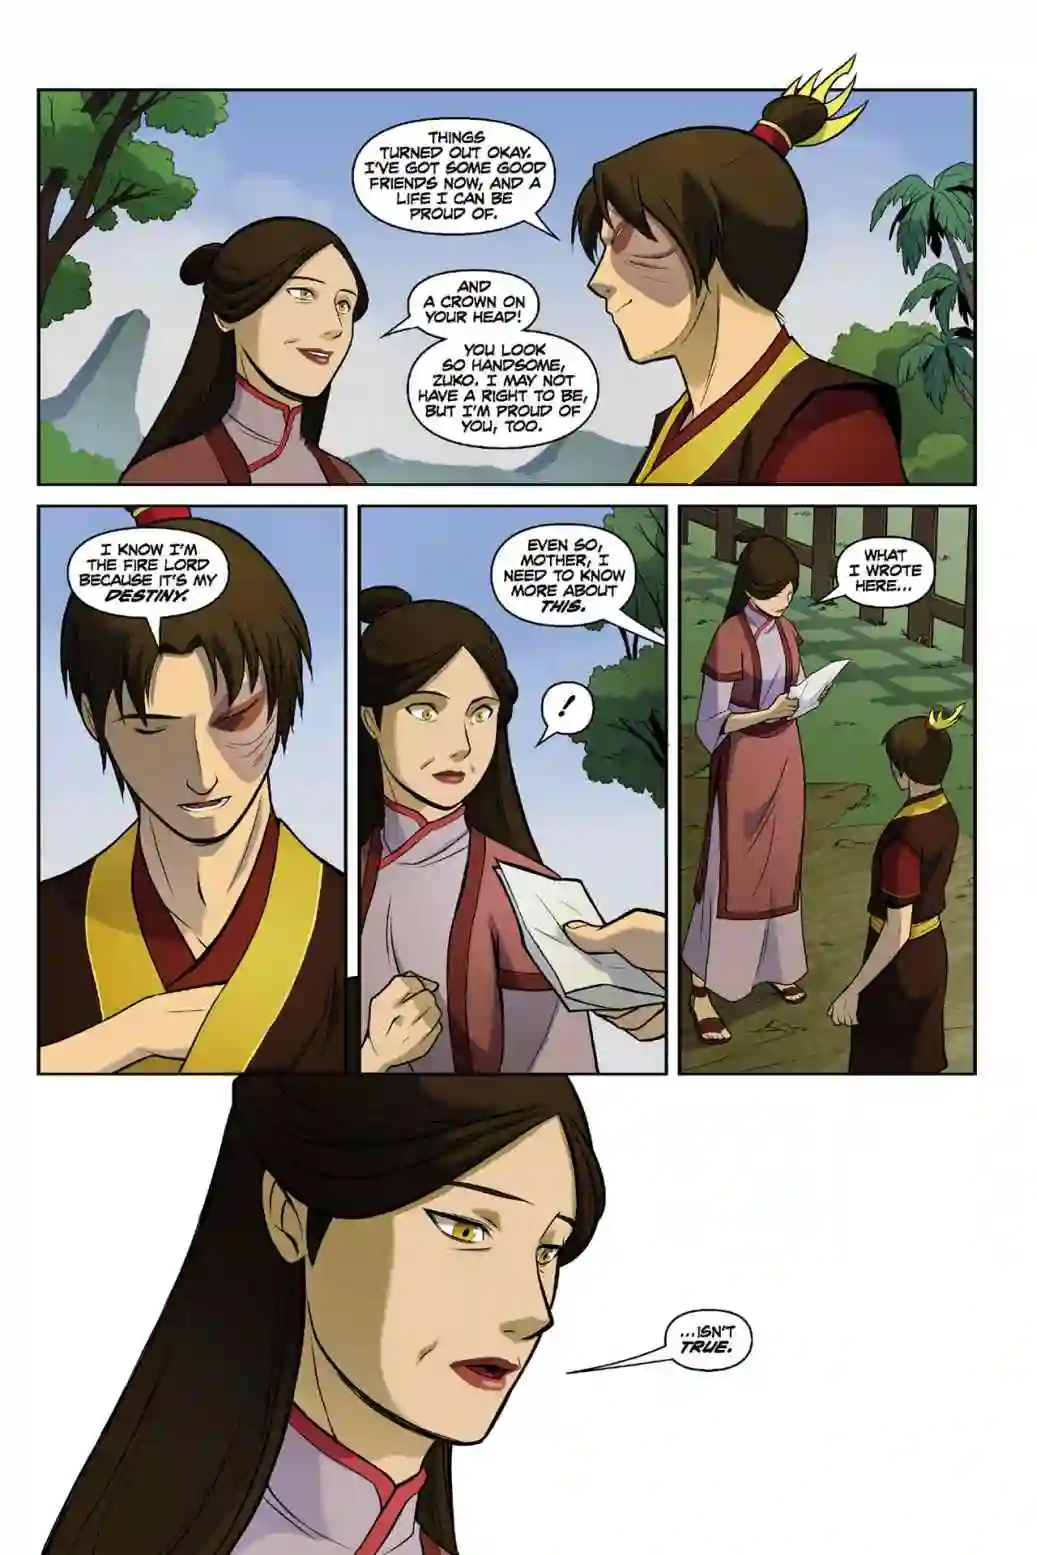 THINGS
TURNED OUT OKAY.
I'VE GOT SOME GOOD
FRIENDS NOW, AND A
LIFE I CAN BE
PROUD OF.
AND
A CROWN ON
YOUR HEAD!
YOU LOOK
SO HANDSOME,
ZUKO. I MAY NOT
HAVE A RIGHT TO BE,
BUT I'M PROUD OF
YOU, TOO.
I KNOW I'M
THE FIRE LORD
BECAUSE IT'S MY
DESTINY.
EVEN SO,
MOTHER, I
NEED TO KNOW
MORE ABOUT
THIS.
!
WHAT
I WROTE
HERE...
...ISN'T
TRUE.